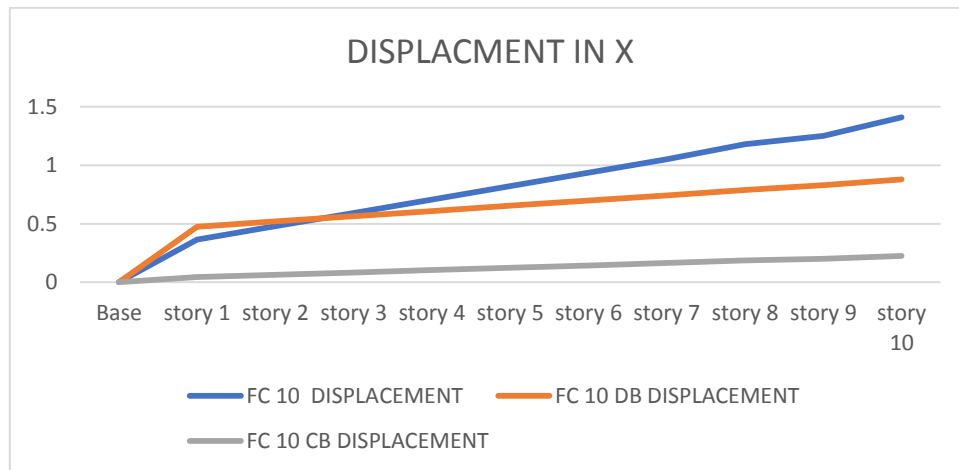 DISPLACMENT IN X
1.5
1
0.5
0
Base story 1 story 2 story 3 story 4 story 5 story 6 story 7 story 8 story 9 story
10
FC 10 DISPLACEMENT FC 10 DB DISPLACEMENT
FC 10 CB DISPLACEMENT